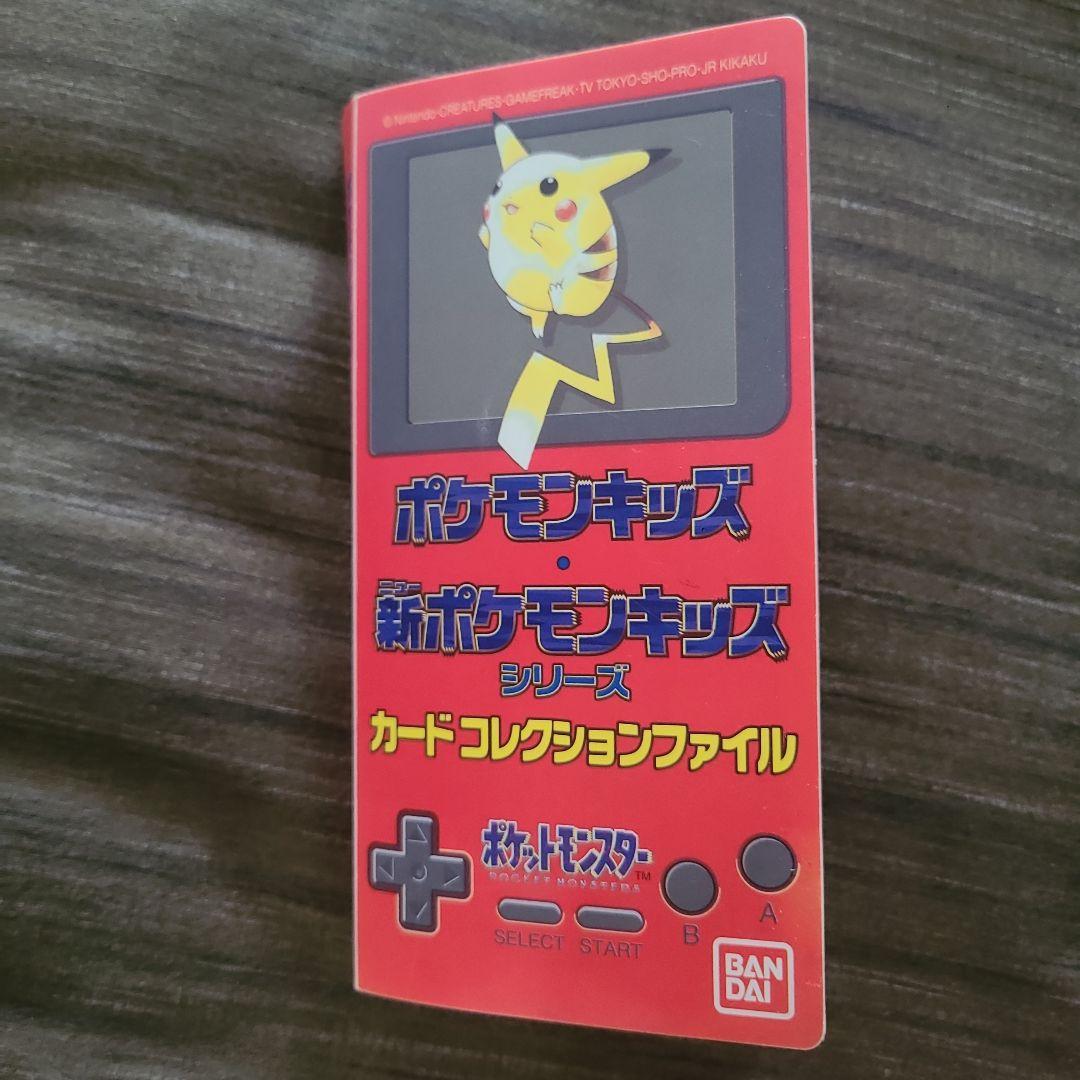 © Nintendo・CREATURES・GAMEFREAK・TV TOKYO・SHO-PRO・JR KIKAKU
ポケモンキッズ
・
ニュー
新ポケモンキッズ
シリーズ
カードコレクションファイル
ポケットモンスター
POCKET MONSTERS TM
SELECT START B A
BAN
DAI